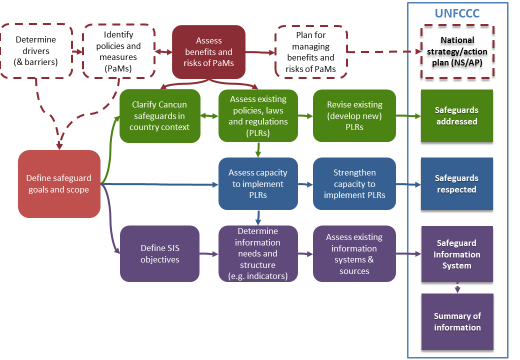 UNFCCC
Determine
drivers
(& barriers)
Identify
policies and
measures
(PaMs)
Assess
benefits and
risks of PaMs
Plan for
managing
benefits and
risks of PaMs
National
strategy/action
plan (NS/AP)
Clarify Cancun
safeguards in
country context
Assess existing
policies, laws
and regulations
(PLRs)
Revise existing
(develop new)
PLRs
Safeguards
addressed
Define safeguard
goals and scope
Assess capacity
to implement
PLRs
Strengthen
capacity to
implement PLRs
Safeguards
respected
Define SIS
objectives
Determine
information
needs and
structure
(e.g. indicators)
Assess existing
information
systems &
sources
Safeguard
Information
System
Summary of
information